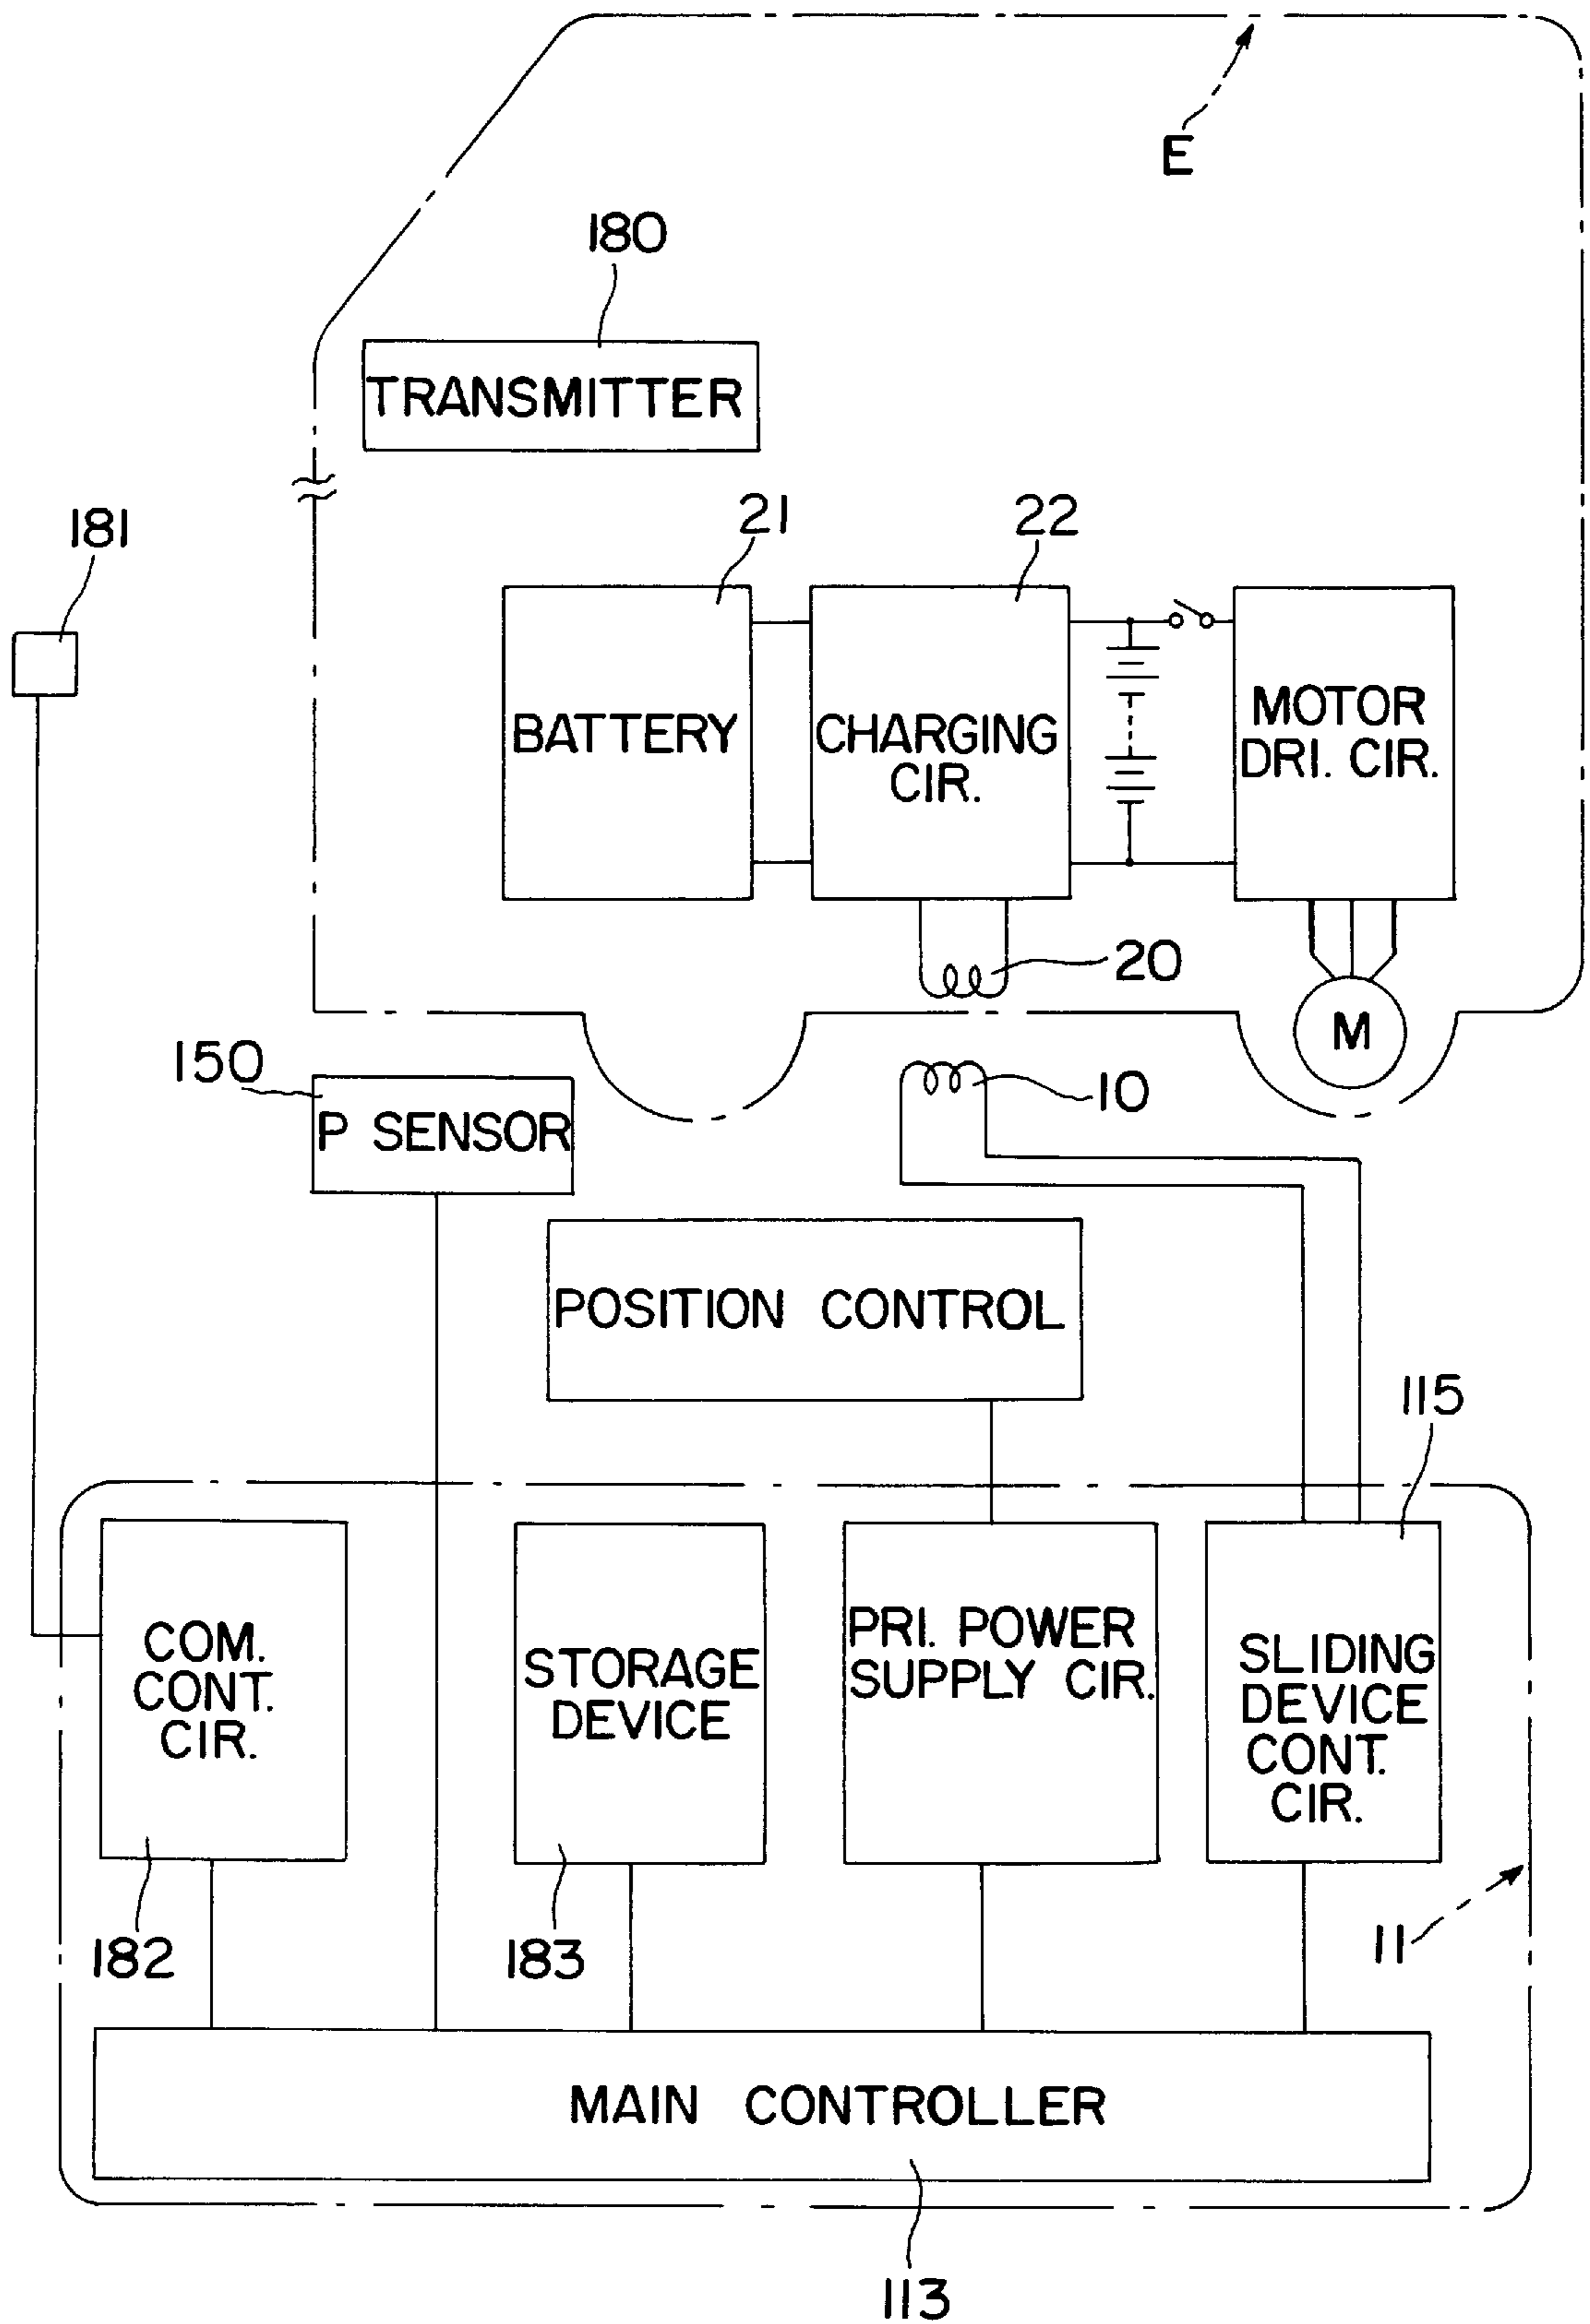 E
180
TRANSMITTER
181
21
22
BATTERY
CHARGING
CIR.
MOTOR
DRI. CIR.
20
M
150
P SENSOR
10
POSITION CONTROL
115
COM.
CONT.
CIR.
STORAGE
DEVICE
PRI. POWER
SUPPLY CIR.
SLIDING
DEVICE
CONT.
CIR.
182
183
11
MAIN CONTROLLER
113